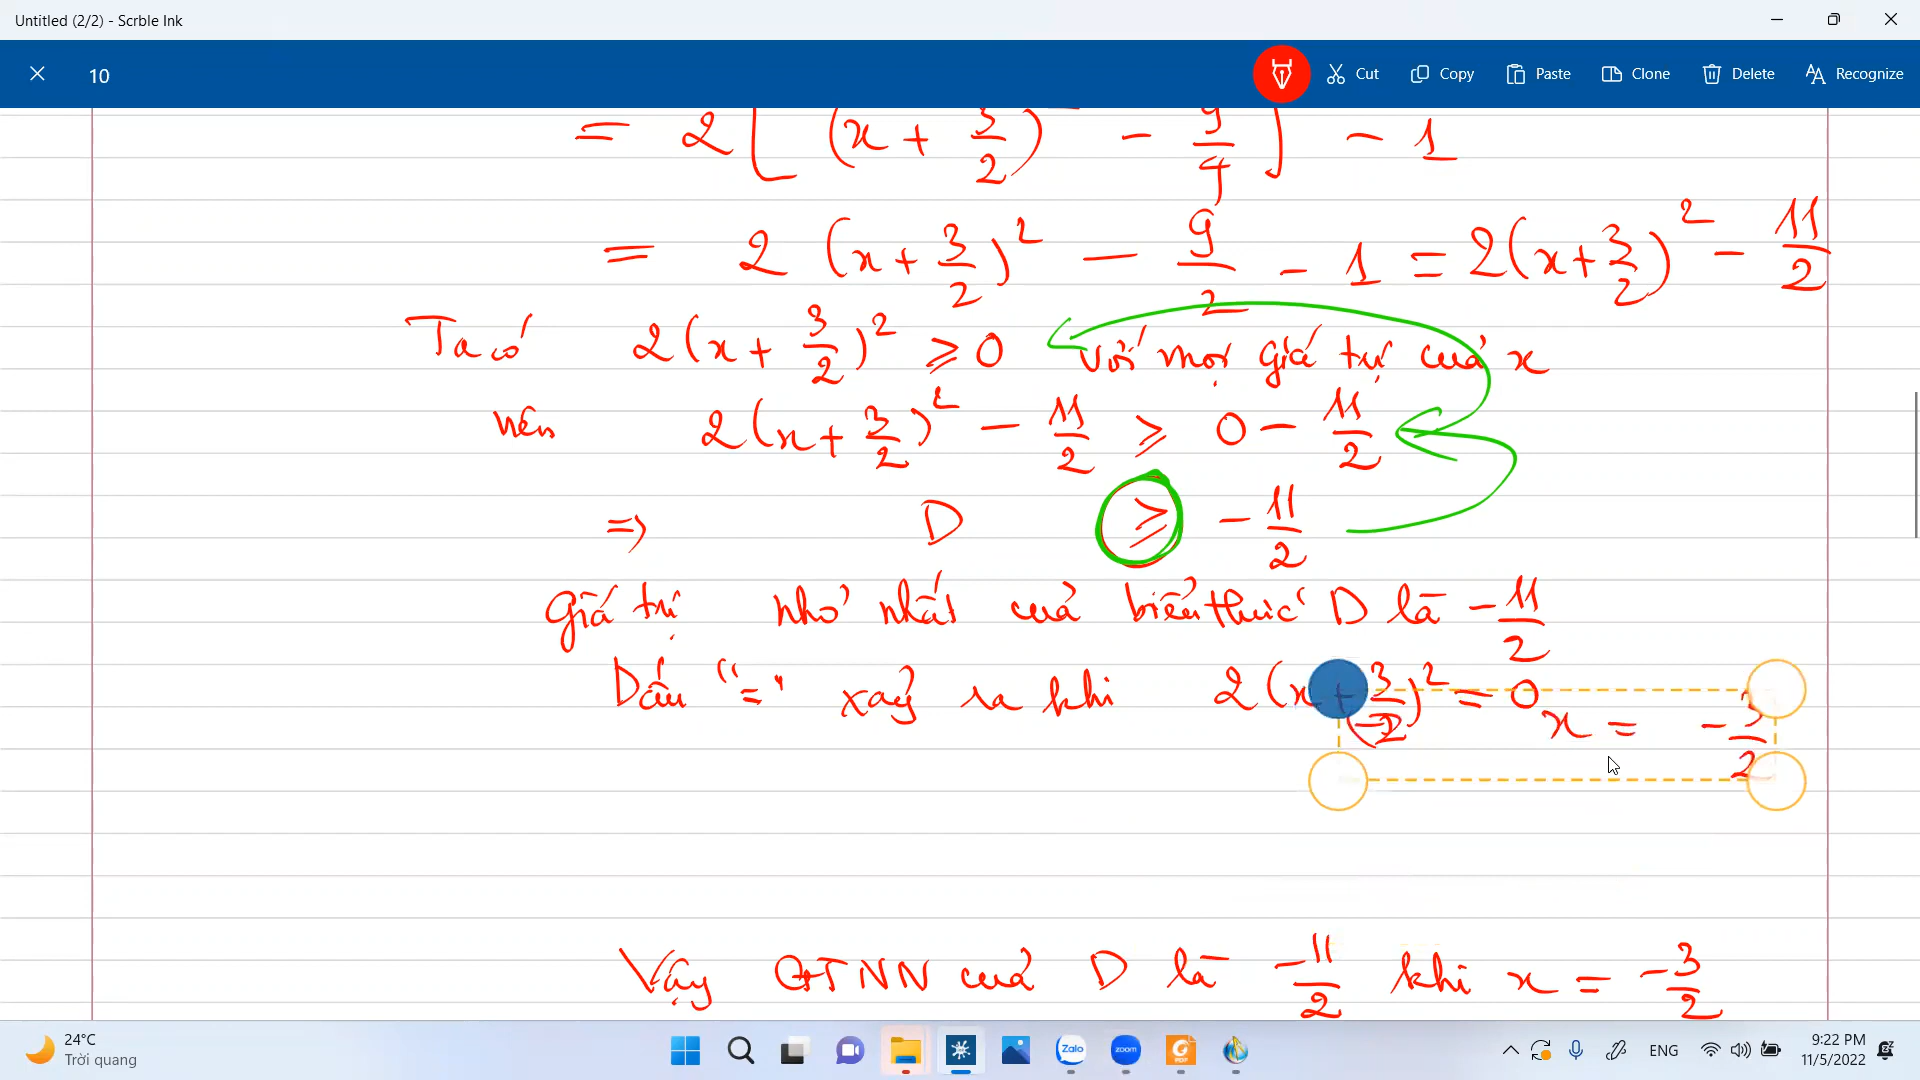 Untitled (2/2) - Scrble Ink
10 Cut Copy Paste Clone Delete Recognize
= 2[(x + 3/2) - 9/4] - 1
= 2(x + 3/2)² - 9/2 - 1 = 2(x + 3/2)² - 11/2
Ta có 2(x + 3/2)² ≥ 0 với mọi giá trị của x
nên 2(x + 3/2)² - 11/2 ≥ 0 - 11/2
=> D ≥ - 11/2
Giá trị nhỏ nhất của biểu thức D là - 11/2
Dấu "=" xảy ra khi 2(x + 3/2)² = 0
x = - 3/2
Vậy GTNN của D là - 11/2 khi x = - 3/2
24°C
Trời quang
Zalo
zoom
ENG
9:22 PM
11/5/2022